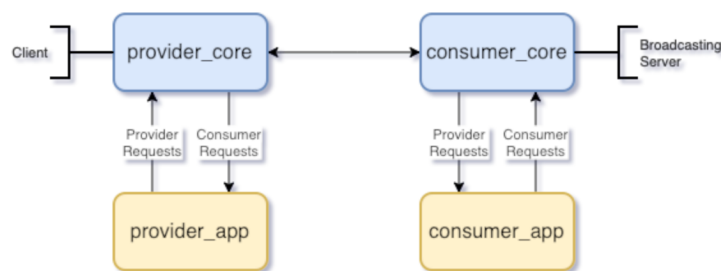 Client
provider_core
consumer_core
Broadcasting
Server
Provider
Requests
Consumer
Requests
Provider
Requests
Consumer
Requests
provider_app
consumer_app